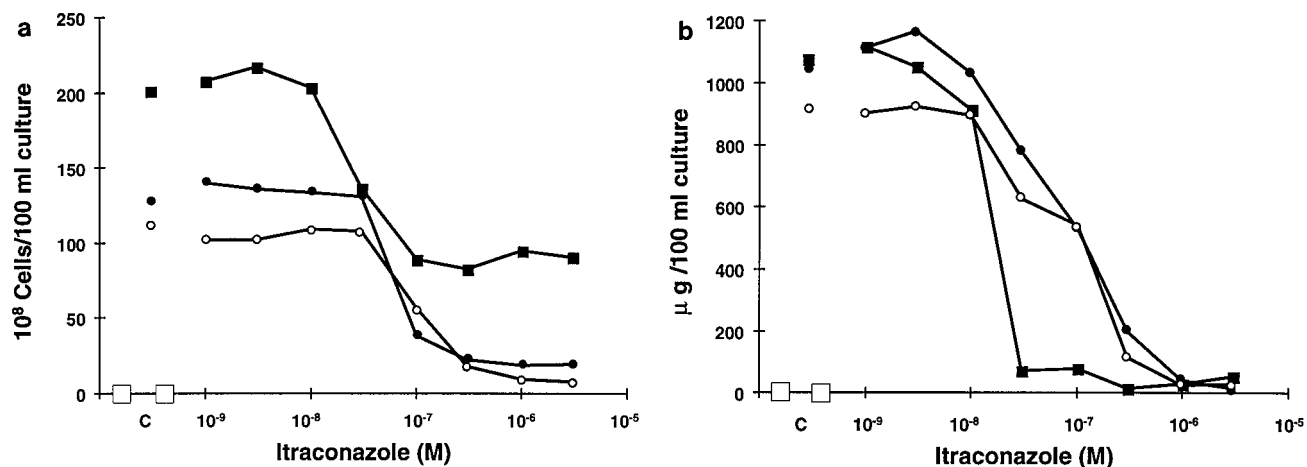 a
10⁸ Cells/100 ml culture
250
200
150
100
50
0
C
10⁻⁹
10⁻⁸
10⁻⁷
10⁻⁶
10⁻⁵
Itraconazole (M)
b
μ g /100 ml culture
1200
1000
800
600
400
200
0
C
10⁻⁹
10⁻⁸
10⁻⁷
10⁻⁶
10⁻⁵
Itraconazole (M)